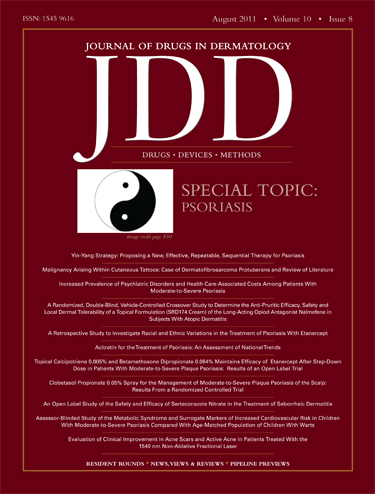 ISSN: 1545 9616
August 2011 • Volume 10 • Issue 8
JOURNAL OF DRUGS IN DERMATOLOGY
JDD
DRUGS • DEVICES • METHODS
SPECIAL TOPIC:
PSORIASIS
Yin-Yang Strategy: Proposing a New, Effective, Repeatable, Sequential Therapy for Psoriasis
Malignancy Arising Within Cutaneous Tattoos: Case of Dermatofibrosarcoma Protuberans and Review of Literature
Increased Prevalence of Psychiatric Disorders and Health Care-Associated Costs Among Patients With
Moderate-to-Severe Psoriasis
A Randomized, Double-Blind, Vehicle-Controlled Crossover Study to Determine the Anti-Pruritic Efficacy, Safety and
Local Dermal Tolerability of a Topical Formulation (SRD174 Cream) of the Long-Acting Opiod Antagonist Nalmefene in
Subjects With Atopic Dermatitis
A Retrospective Study to Investigate Racial and Ethnic Variations in the Treatment of Psoriasis With Etanercept
Acitretin for the Treatment of Psoriasis: An Assessment of National Trends
Topical Calcipotriene 0.005% and Betamethasone Dipropionate 0.064% Maintains Efficacy of Etanercept After Step-Down
Dose in Patients With Moderate-to-Severe Plaque Psoriasis: Results of an Open Label Trial
Clobetasol Propionate 0.05% Spray for the Management of Moderate-to-Severe Plaque Psoriasis of the Scalp:
Results From a Randomized Controlled Trial
An Open Label Study of the Safety and Efficacy of Sertaconazole Nitrate in the Treatment of Seborrheic Dermatitis
Assessor-Blinded Study of the Metabolic Syndrome and Surrogate Markers of Increased Cardiovascular Risk in Children
With Moderate-to-Severe Psoriasis Compared With Age-Matched Population of Children With Warts
Evaluation of Clinical Improvement in Acne Scars and Active Acne in Patients Treated With the
1540 nm Non-Ablative Fractional Laser
RESIDENT ROUNDS * NEWS, VIEWS & REVIEWS * PIPELINE PREVIEWS